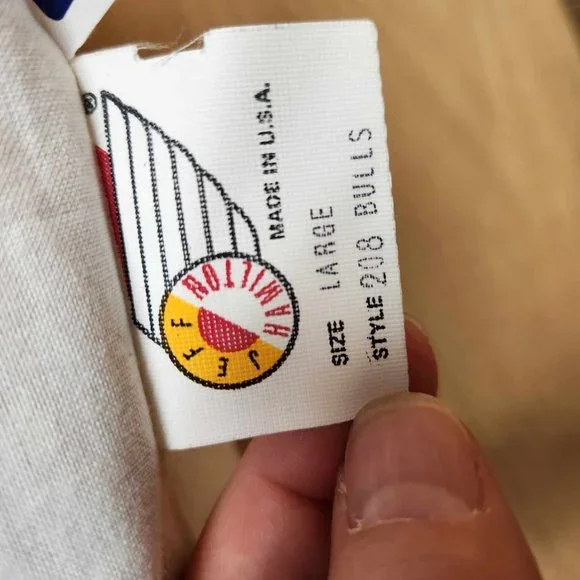 ®
JEFF HAMILTON
MADE IN U.S.A.
SIZE LARGE
STYLE 208 BULLS